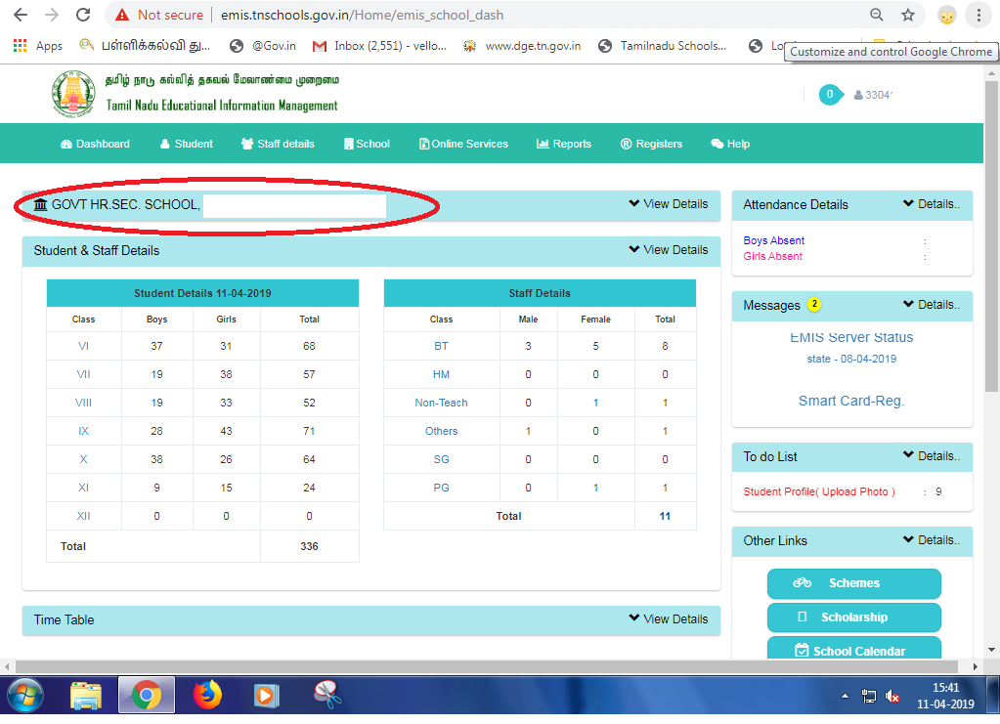 Not secure emis.tnschools.gov.in/Home/emis_school_dash
Apps பள்ளிக்கல்வி து... @Gov.in Inbox (2,551) - vello... www.dge.tn.gov.in Tamilnadu Schools...
Customize and control Google Chrome
தமிழ் நாடு கல்வித் தகவல் மேலாண்மை முறைமை
Tamil Nadu Educational Information Management
0 33041
Dashboard Student Staff details School Online Services Reports Registers Help
GOVT HR.SEC. SCHOOL, View Details
Student & Staff Details View Details
Student Details 11-04-2019
Class Boys Girls Total
VI 37 31 68
VII 19 38 57
VIII 19 33 52
IX 28 43 71
X 38 26 64
XI 9 15 24
XII 0 0 0
Total 336
Staff Details
Class Male Female Total
BT 3 5 8
HM 0 0 0
Non-Teach 0 1 1
Others 1 0 1
SG 0 0 0
PG 0 1 1
Total 11
Time Table View Details
Attendance Details Details..
Boys Absent :
Girls Absent :
Messages 2 Details..
EMIS Server Status
state - 08-04-2019
Smart Card-Reg.
To do List Details..
Student Profile( Upload Photo ) : 9
Other Links Details..
Schemes
Scholarship
School Calendar
15:41
11-04-2019